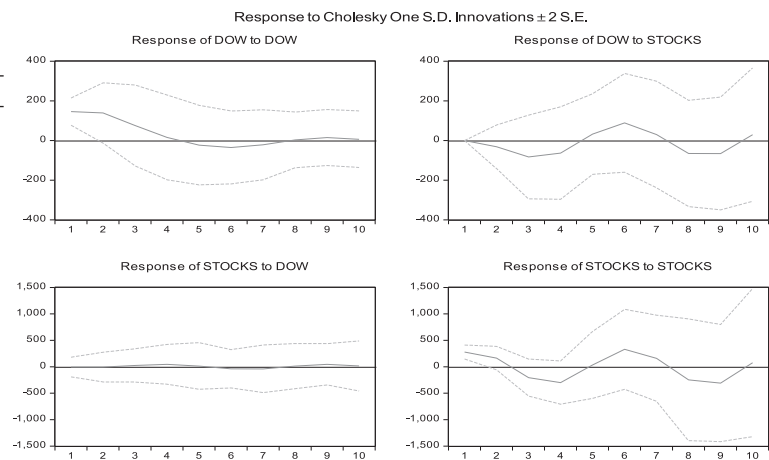 Response to Cholesky One S.D. Innovations ± 2 S.E.
Response of DOW to DOW
400
200
0
-200
-400
1 2 3 4 5 6 7 8 9 10
Response of DOW to STOCKS
400
200
0
-200
-400
1 2 3 4 5 6 7 8 9 10
Response of STOCKS to DOW
1,500
1,000
500
0
-500
-1,000
-1,500
1 2 3 4 5 6 7 8 9 10
Response of STOCKS to STOCKS
1,500
1,000
500
0
-500
-1,000
-1,500
1 2 3 4 5 6 7 8 9 10